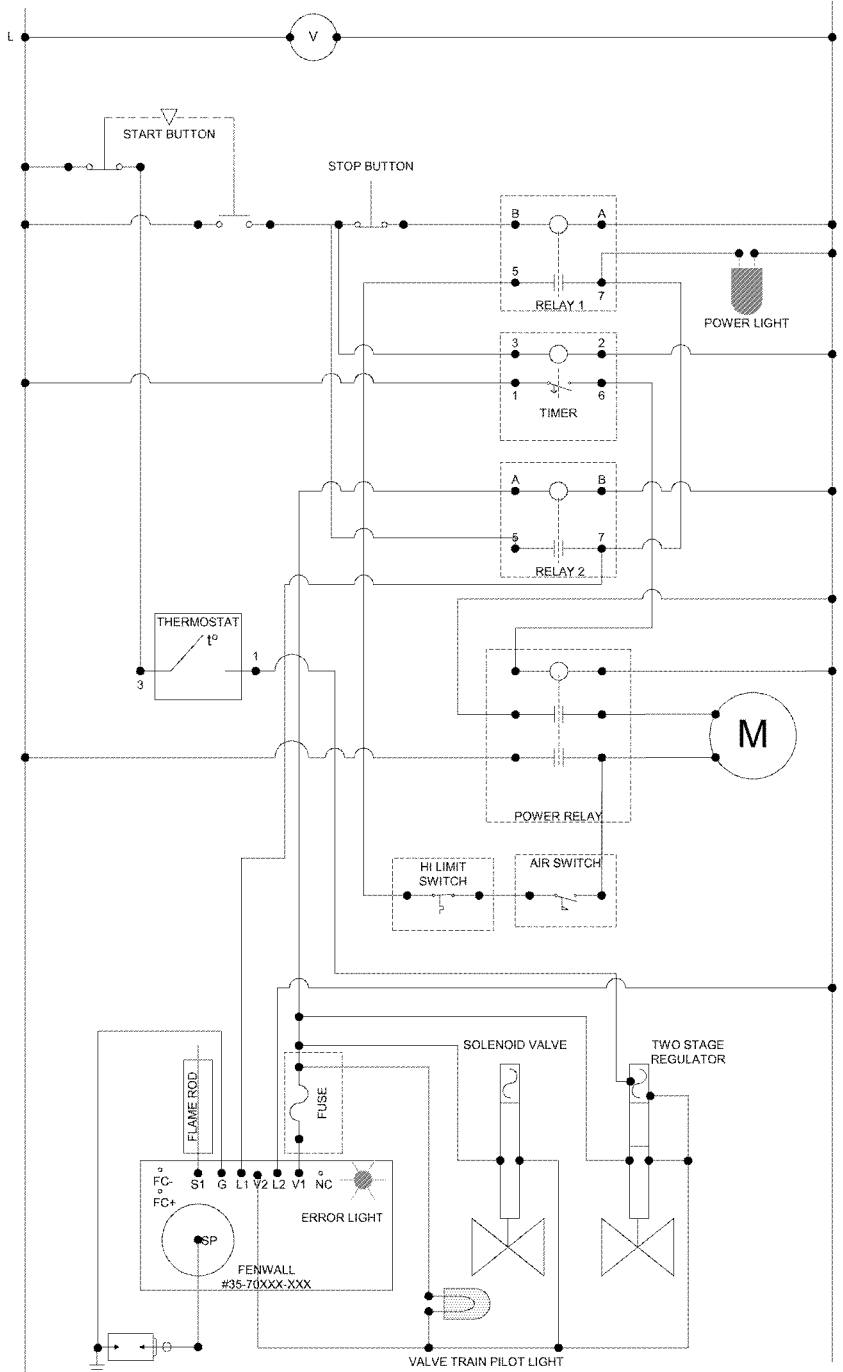 L
V
START BUTTON
STOP BUTTON
B
A
5
7
RELAY 1
POWER LIGHT
3
2
1
6
TIMER
A
B
5
7
RELAY 2
THERMOSTAT
t°
1
3
M
POWER RELAY
HI LIMIT
SWITCH
AIR SWITCH
SOLENOID VALVE
TWO STAGE
REGULATOR
FLAME ROD
FUSE
FC-
S1 G L1 V2 L2 V1 NC
FC+
ERROR LIGHT
SP
FENWALL
#35-70XXX-XXX
VALVE TRAIN PILOT LIGHT